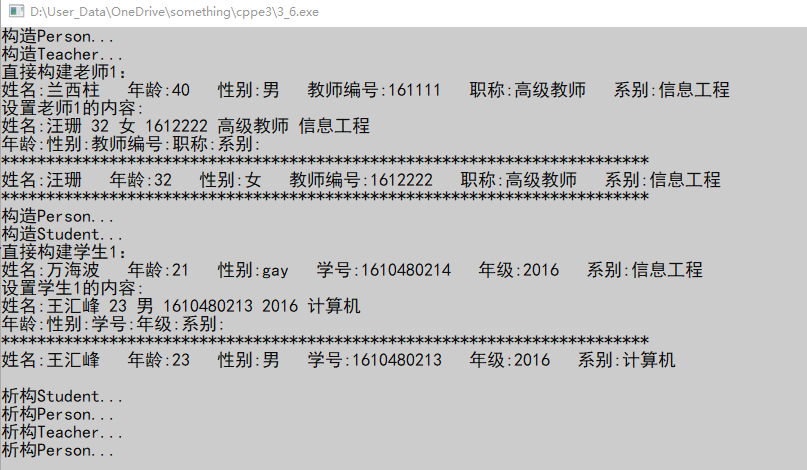 D:\User_Data\OneDrive\something\cppe3\3_6.exe
构造Person...
构造Teacher...
直接构建老师1:
姓名:兰西柱   年龄:40   性别:男   教师编号:161111   职称:高级教师   系别:信息工程
设置老师1的内容:
姓名:汪珊 32 女 1612222 高级教师 信息工程
年龄:性别:教师编号:职称:系别:
************************************************************************
姓名:汪珊   年龄:32   性别:女   教师编号:1612222   职称:高级教师   系别:信息工程
************************************************************************
构造Person...
构造Student...
直接构建学生1:
姓名:万海波   年龄:21   性别:gay   学号:1610480214   年级:2016   系别:信息工程
设置学生1的内容:
姓名:王汇峰 23 男 1610480213 2016 计算机
年龄:性别:学号:年级:系别:
************************************************************************
姓名:王汇峰   年龄:23   性别:男   学号:1610480213   年级:2016   系别:计算机
析构Student...
析构Person...
析构Teacher...
析构Person...